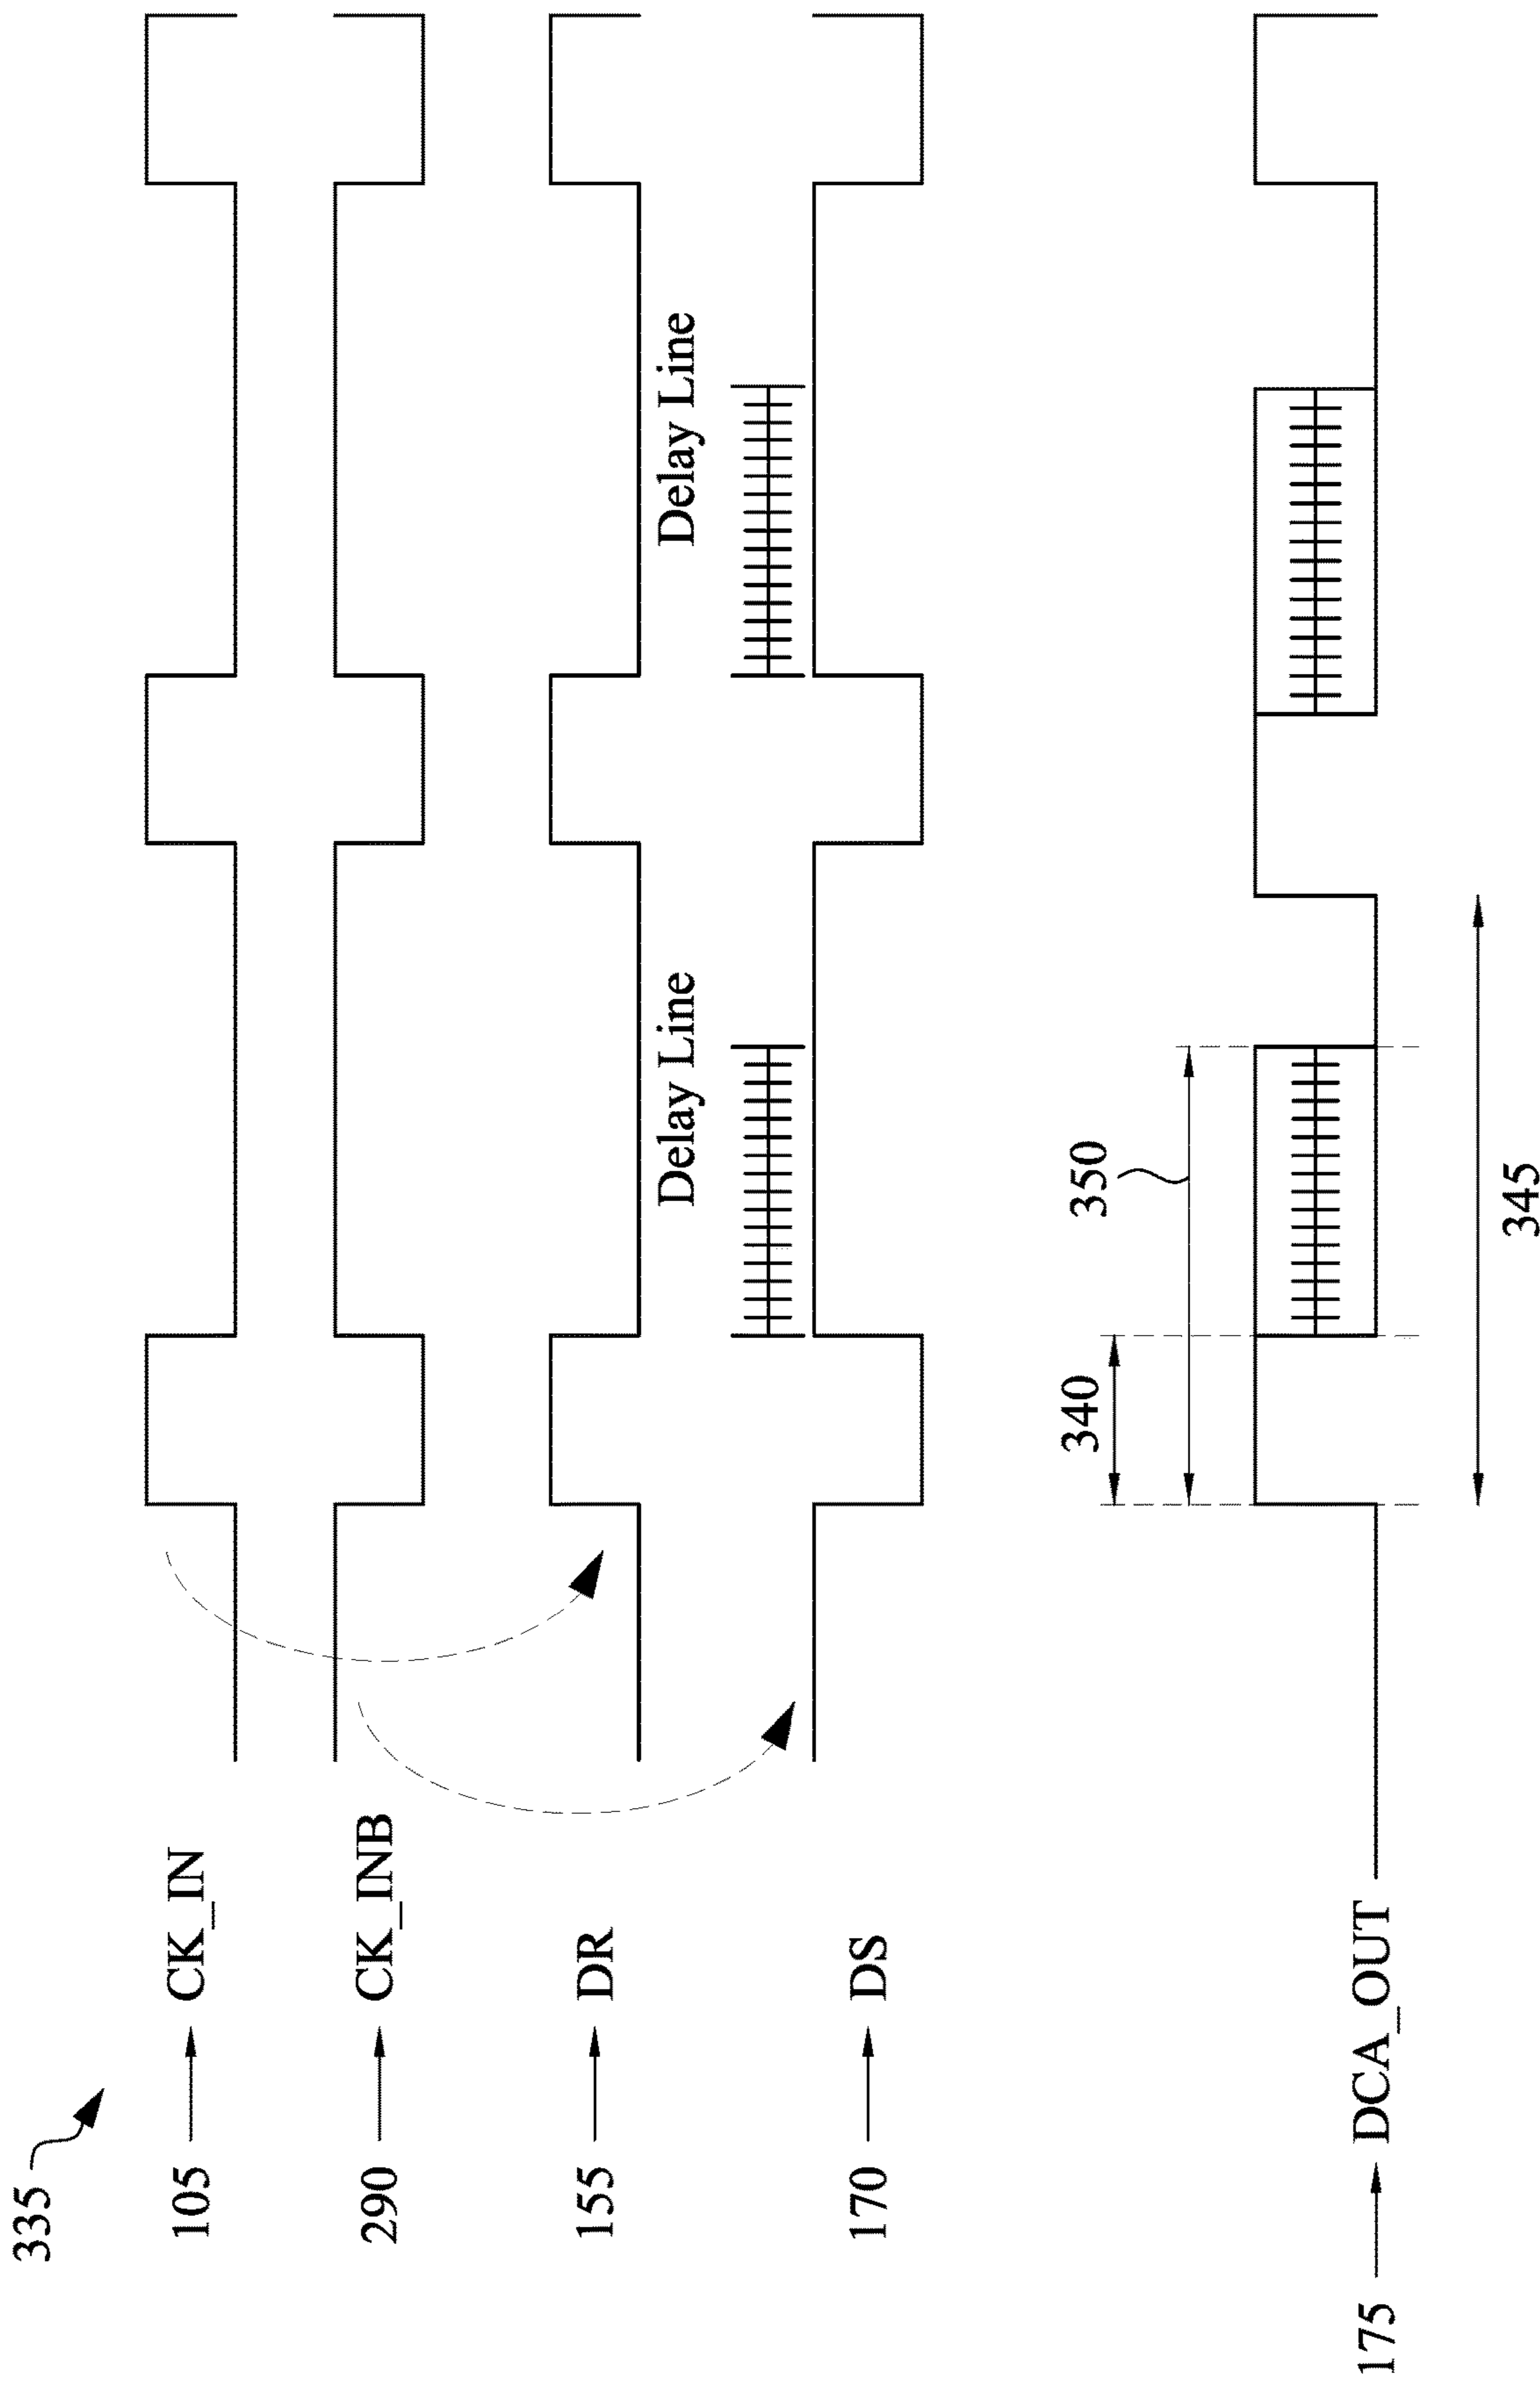 335
105 CK_IN
290 CK_INB
155 DR
Delay Line Delay Line
170 DS
340
350
175 DCA_OUT
345